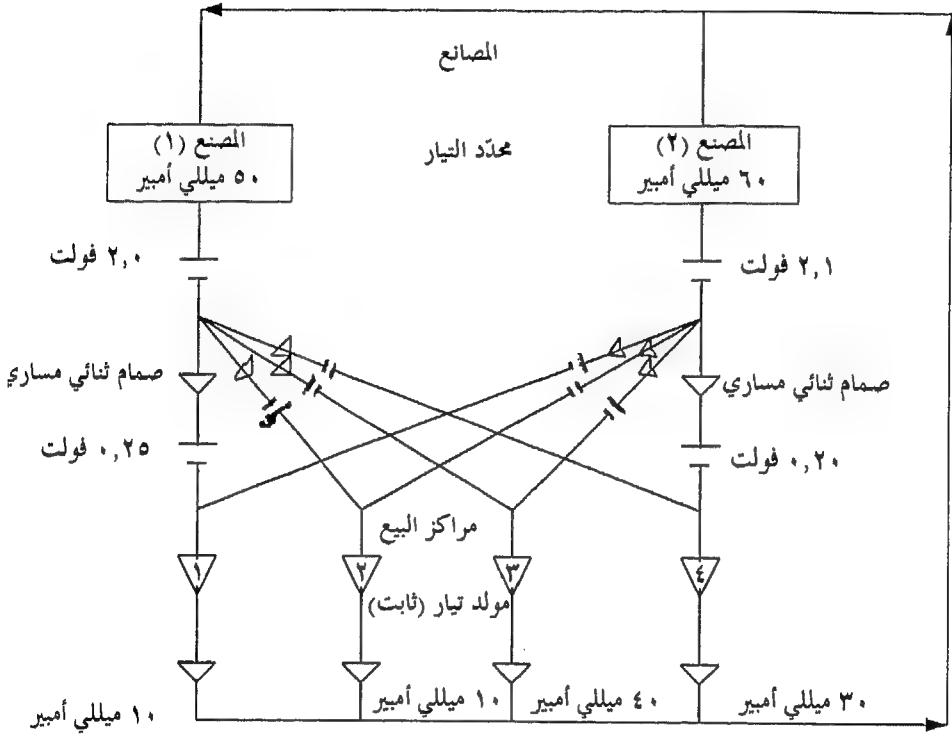 المصانع
المصنع (١)
٥٠ ميللي أمبير
محدّد التيار
المصنع (٢)
٦٠ ميللي أمبير
٢,٠ فولت
٢,١ فولت
صمام ثنائي مساري
صمام ثنائي مساري
٠,٢٥ فولت
٠,٢٠ فولت
مراكز البيع
١
٢
٣
٤
مولد تيار (ثابت)
١٠ ميللي أمبير
١٠ ميللي أمبير
٤٠ ميللي أمبير
٣٠ ميللي أمبير